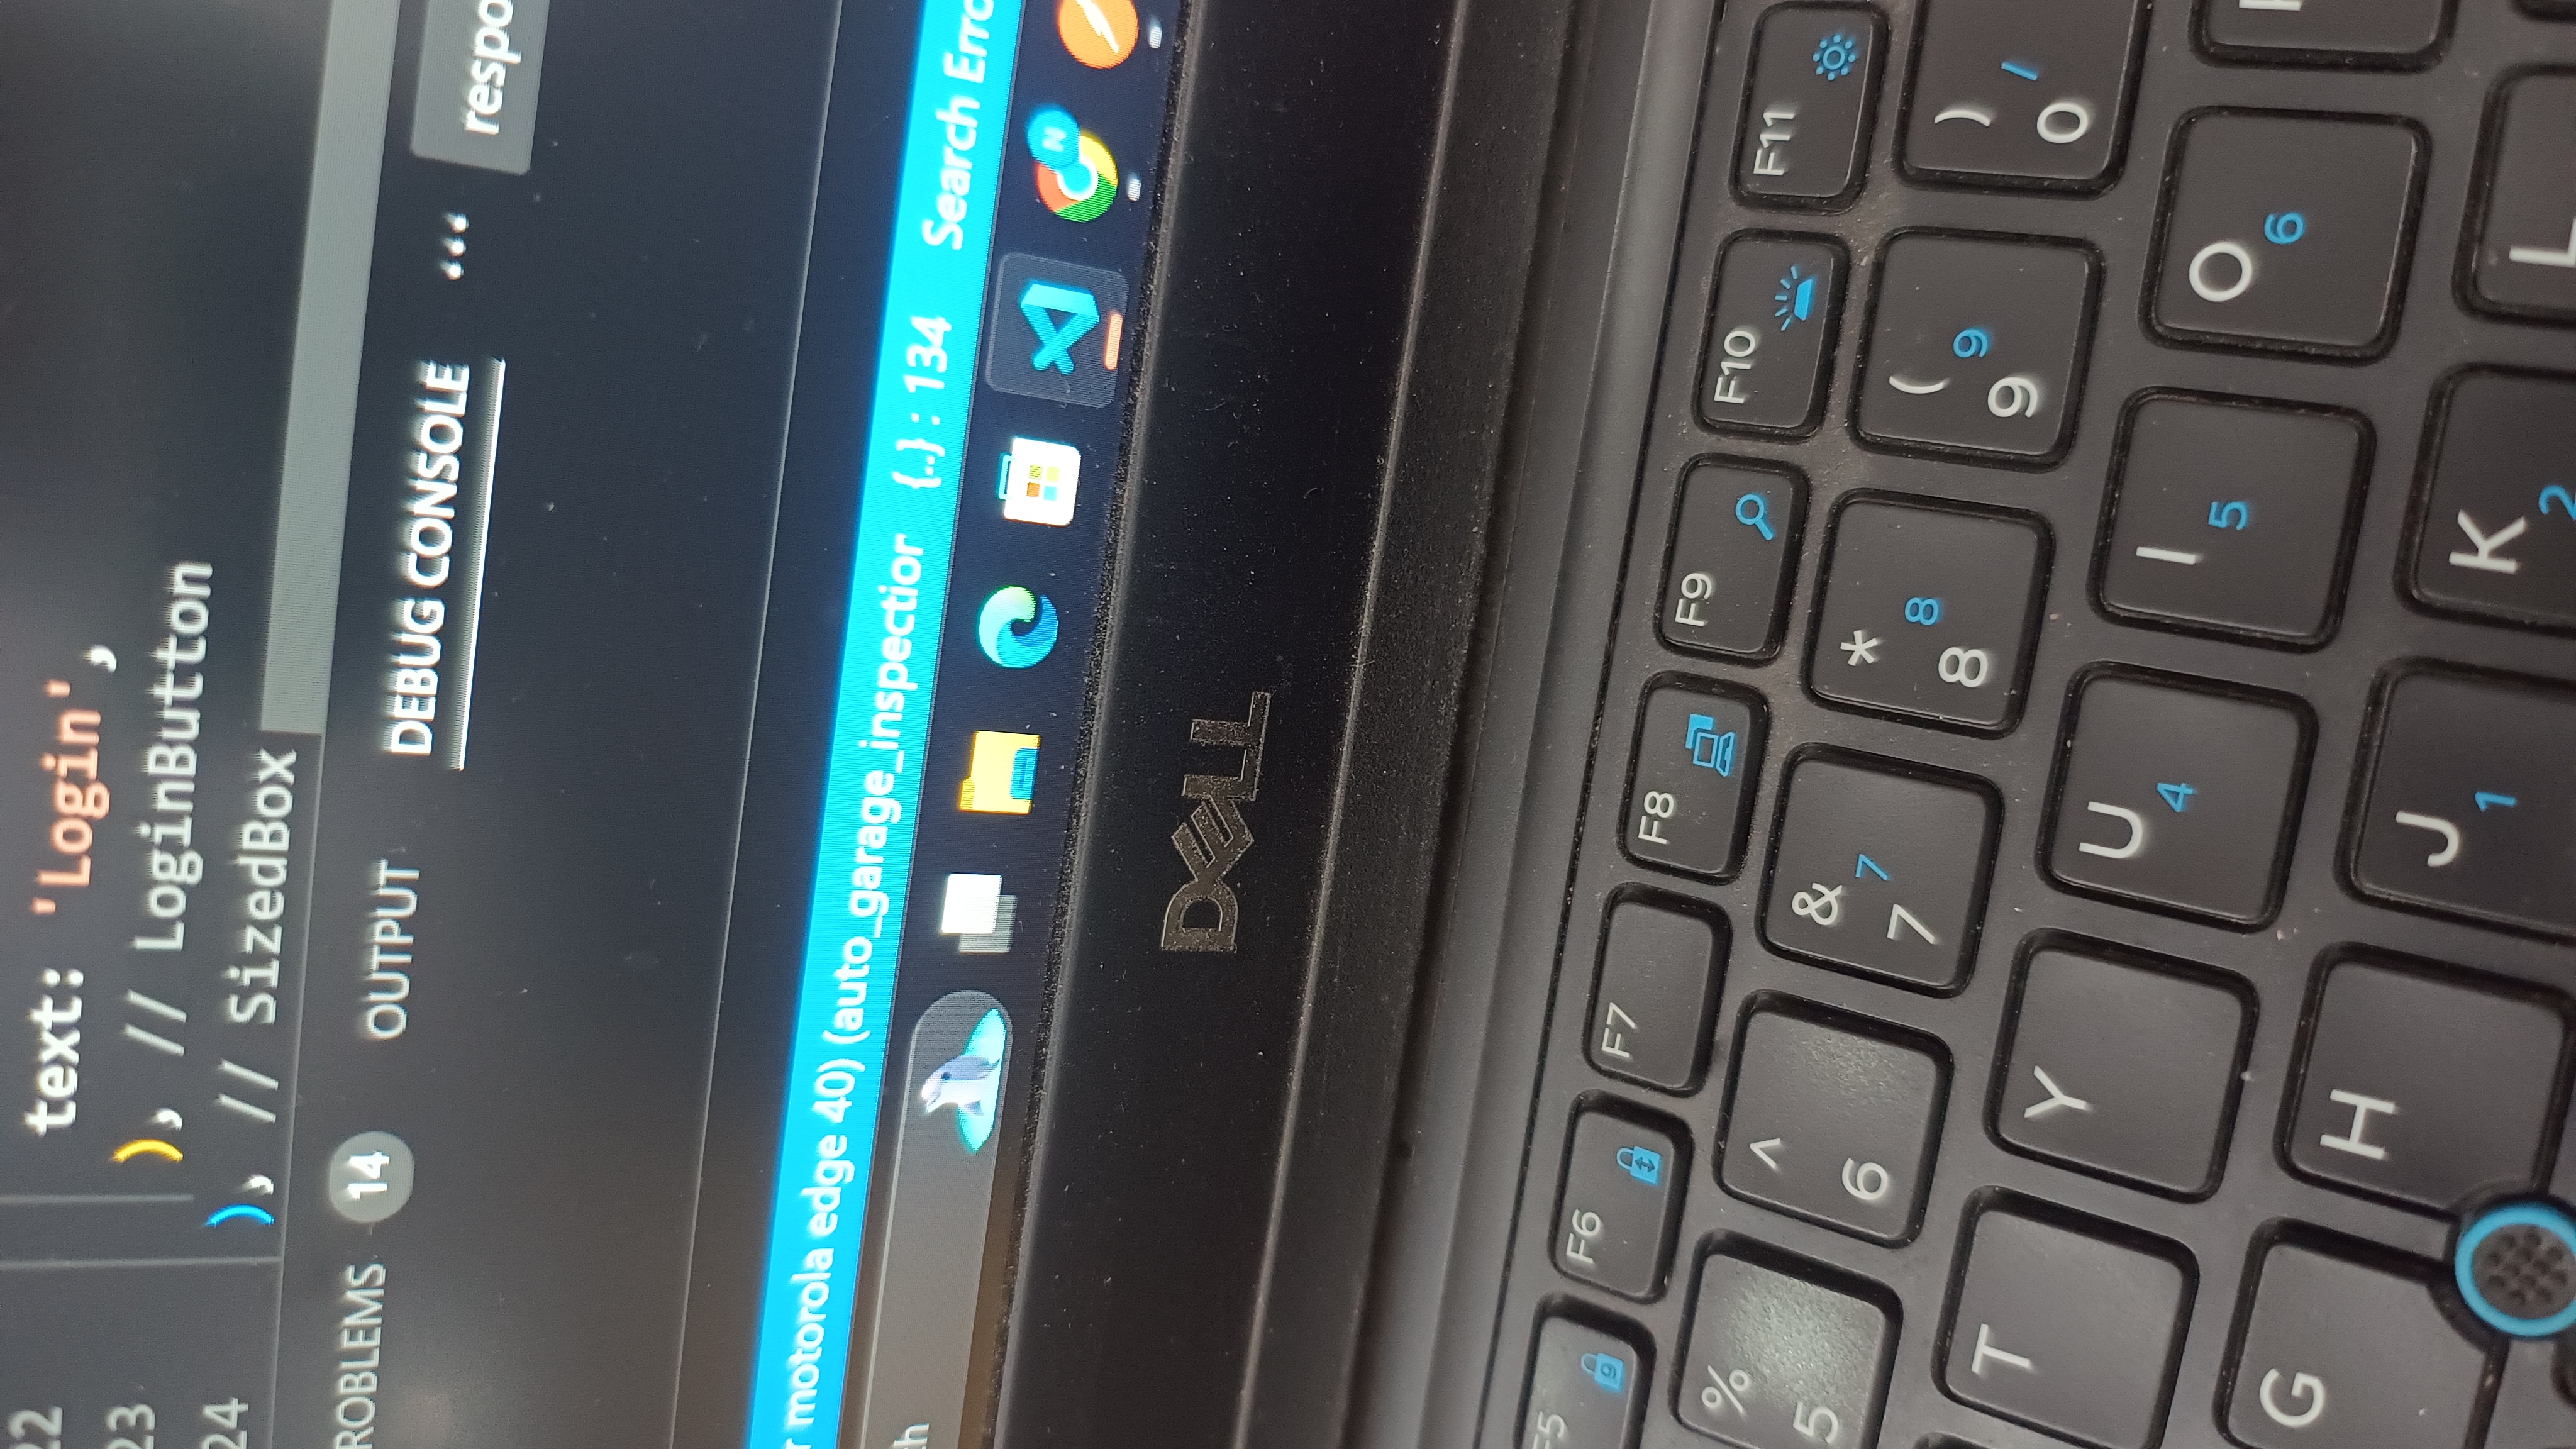 22 text: 'Login',
23 ), // LoginButton
24 ), // SizedBox
ROBLEMS 14 OUTPUT DEBUG CONSOLE ... respo
r motorola edge 40) (auto_garage_inspection {..} : 134 Search Erro
N
DELL
F5 F6 F7 F8 F9 F10 F11
% ^ & * ( )
5 6 7 7 8 8 9 9 0 /
T Y U 4 I 5 O 6
G H J 1 K 2 L